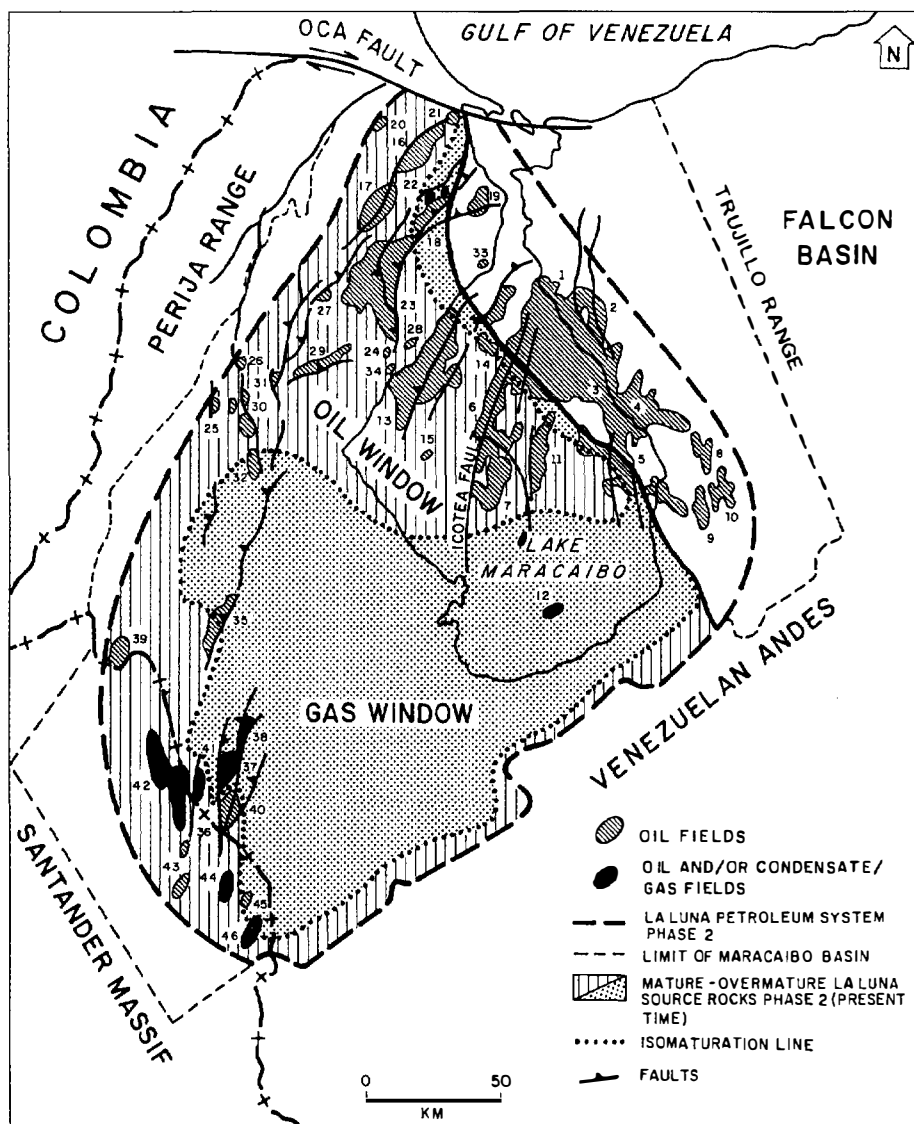 GULF OF VENEZUELA
OCA FAULT
N
COLOMBIA
PERIJA RANGE
TRUJILLO RANGE
FALCON
BASIN
21
20
16
17
22
19
18
33
1
2
27
23
28
24
34
29
14
3
4
26
31
25
30
13
6
15
11
5
8
32
7
9
10
OIL WINDOW
ICOTEA FAULT
LAKE
MARACAIBO
12
35
39
GAS WINDOW
VENEZUELAN ANDES
38
37
42
40
36
43
44
45
46
SANTANDER MASSIF
OIL FIELDS
OIL AND/OR CONDENSATE/
GAS FIELDS
LA LUNA PETROLEUM SYSTEM
PHASE 2
LIMIT OF MARACAIBO BASIN
MATURE-OVERMATURE LA LUNA
SOURCE ROCKS PHASE 2 (PRESENT
TIME)
ISOMATURATION LINE
FAULTS
0 50
KM